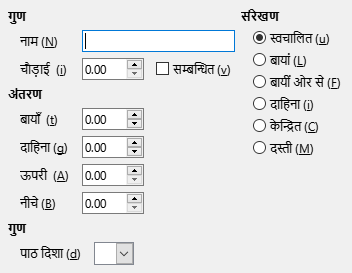 गुण
नाम (N)
चौड़ाई (i) 0.00 सम्बन्धित (v)
अंतरण
बायाँ (t) 0.00
दाहिना (g) 0.00
ऊपरी (A) 0.00
नीचे (B) 0.00
गुण
पाठ दिशा (d)
संरेखण
स्वचालित (u)
बायां (L)
बायीं ओर से (F)
दाहिना (i)
केन्द्रित (C)
दस्ती (M)